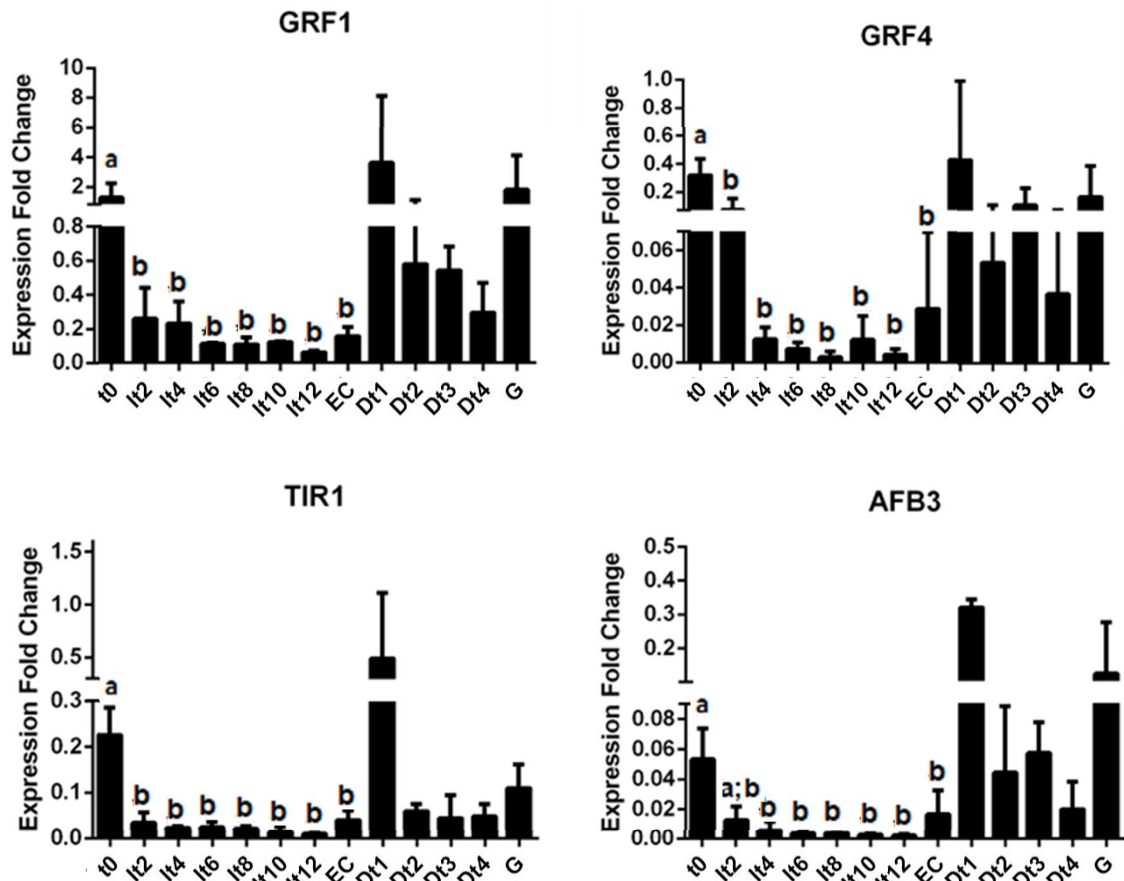 GRF1
Expression Fold Change
10
8
6
4
2
0.8
0.6
0.4
0.2
0.0
a
b
b
b
b
b
b
b
t0 It2 It4 It6 It8 It10 It12 EC Dt1 Dt2 Dt3 Dt4 G
GRF4
Expression Fold Change
1.0
0.8
0.6
0.4
0.2
0.06
0.04
0.02
0.00
a
b
b
b
b
b
b
b
t0 It2 It4 It6 It8 It10 It12 EC Dt1 Dt2 Dt3 Dt4 G
TIR1
Expression Fold Change
1.5
1.0
0.5
0.3
0.2
0.1
0.0
a
b
b
b
b
b
b
b
t0 It2 It4 It6 It8 It10 It12 EC Dt1 Dt2 Dt3 Dt4 G
AFB3
Expression Fold Change
0.5
0.4
0.3
0.2
0.08
0.06
0.04
0.02
0.00
a
a;b
b
b
b
b
b
b
t0 It2 It4 It6 It8 It10 It12 EC Dt1 Dt2 Dt3 Dt4 G